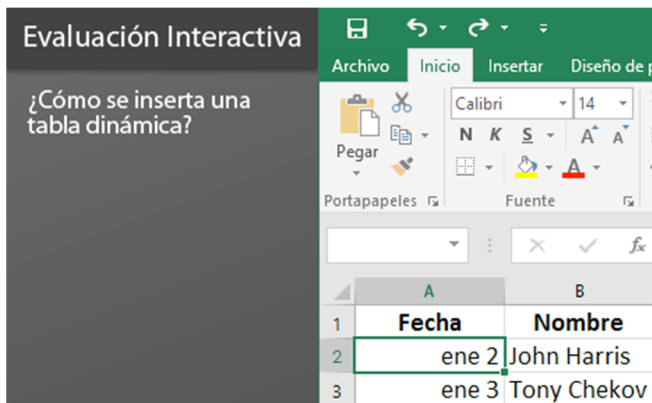 Evaluación Interactiva
¿Cómo se inserta una
tabla dinámica?
Archivo Inicio Insertar Diseño de
Pegar
Calibri 14
N K S A A
A
Portapapeles Fuente
fx
A B
1 Fecha Nombre
2 ene 2 John Harris
3 ene 3 Tony Chekov